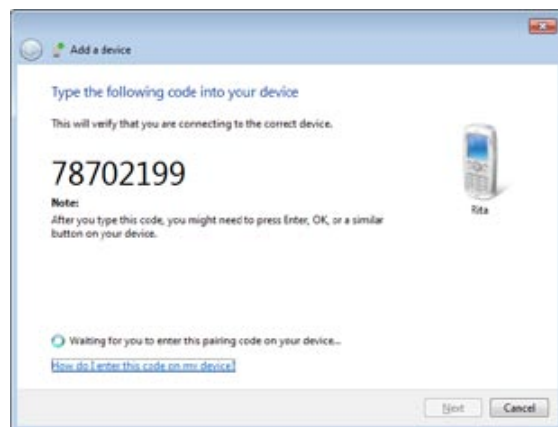 Add a device
Type the following code into your device
This will verify that you are connecting to the correct device.
78702199
Note:
After you type this code, you might need to press Enter, OK, or a similar
button on your device.
Rita
Waiting for you to enter this pairing code on your device...
How do I enter this code on my device?
Next
Cancel